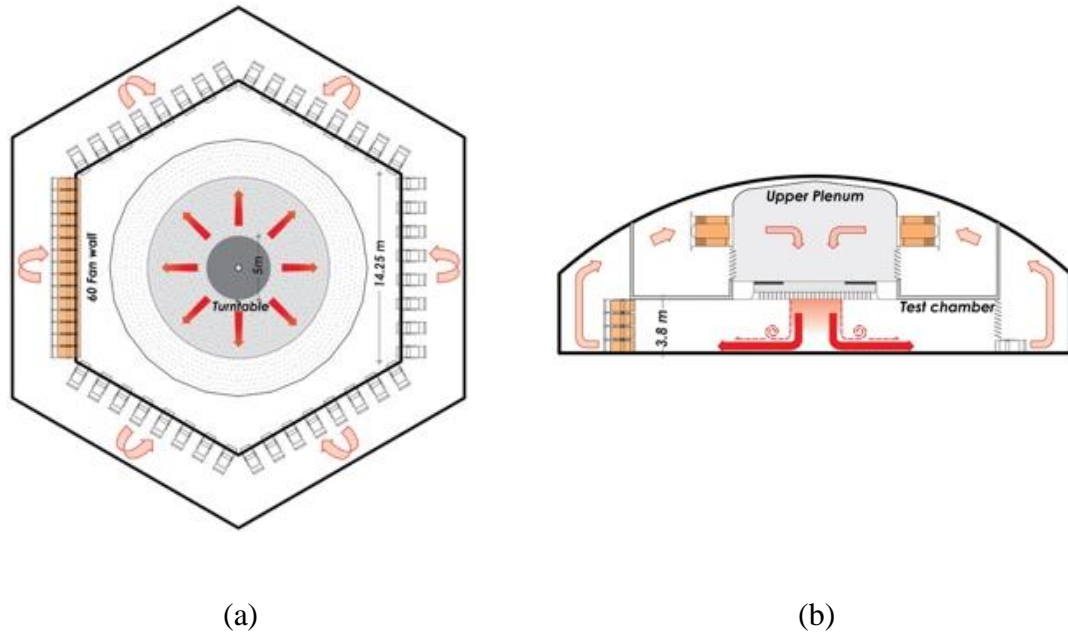 60 Fan wall
5m
Turntable
14.25 m
Upper Plenum
Test chamber
3.8 m
(a)
(b)